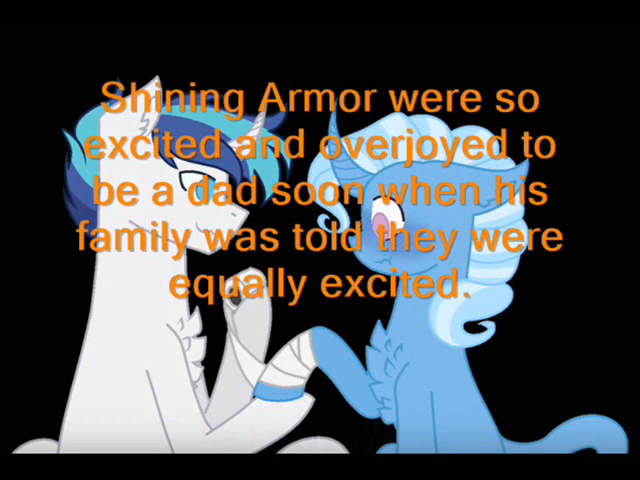 Shining Armor were so
excited and overjoyed to
be a dad soon when his
family was told they were
equally excited.